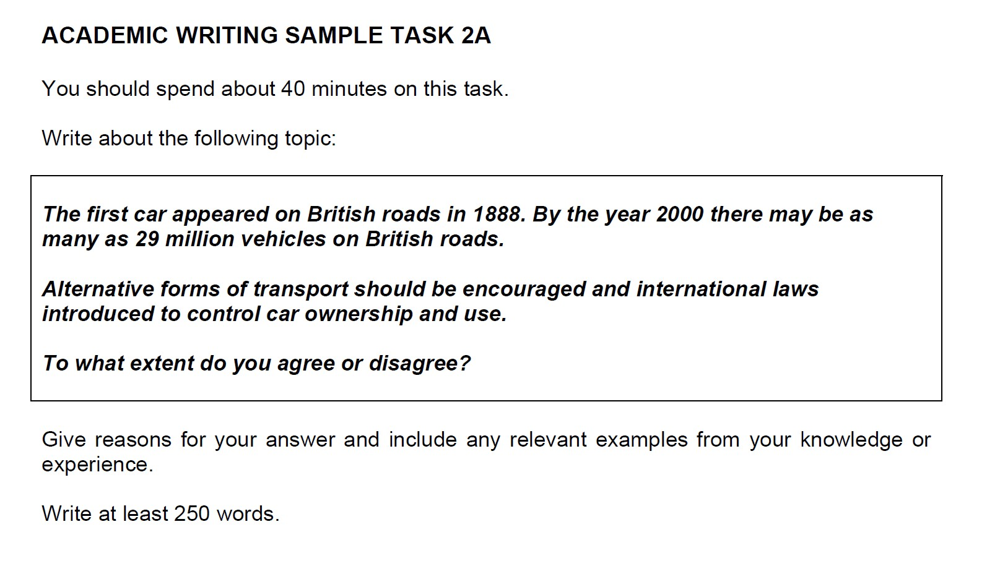 ACADEMIC WRITING SAMPLE TASK 2A
You should spend about 40 minutes on this task.
Write about the following topic:
The first car appeared on British roads in 1888. By the year 2000 there may be as
many as 29 million vehicles on British roads.
Alternative forms of transport should be encouraged and international laws
introduced to control car ownership and use.
To what extent do you agree or disagree?
Give reasons for your answer and include any relevant examples from your knowledge or
experience.
Write at least 250 words.